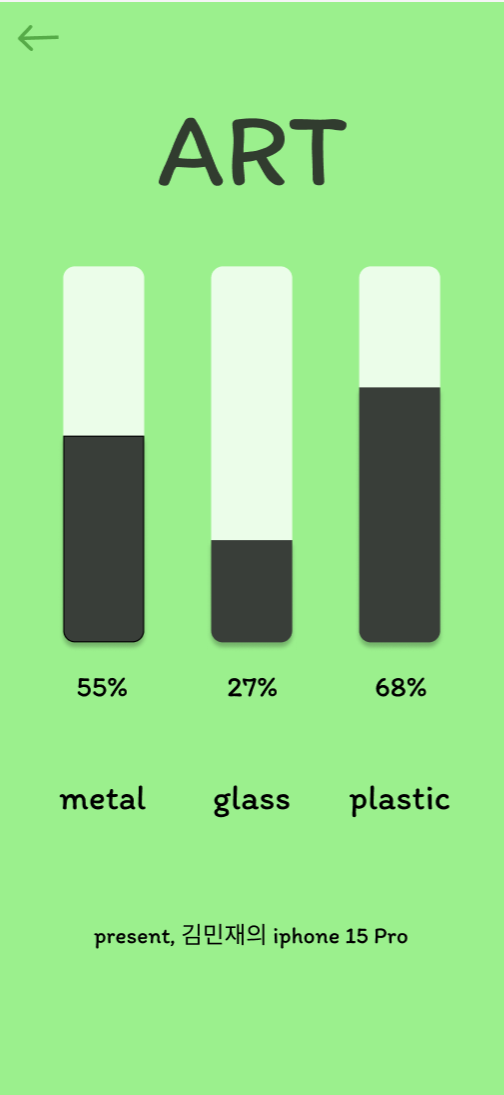 ART
55% 27% 68%
metal glass plastic
present, 김민재의 iphone 15 Pro